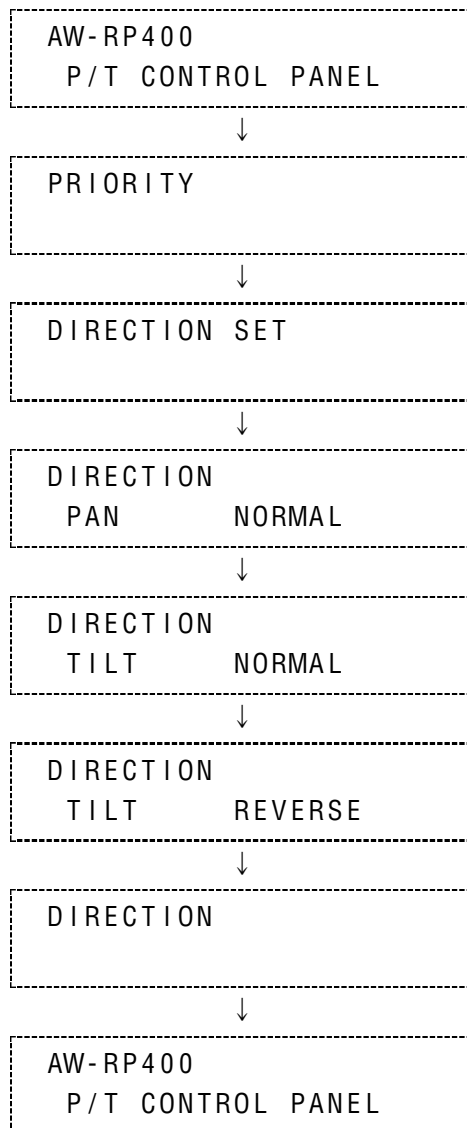 AW-RP400
P/T CONTROL PANEL
↓
PRIORITY
↓
DIRECTION SET
↓
DIRECTION
PAN NORMAL
↓
DIRECTION
TILT NORMAL
↓
DIRECTION
TILT REVERSE
↓
DIRECTION
↓
AW-RP400
P/T CONTROL PANEL